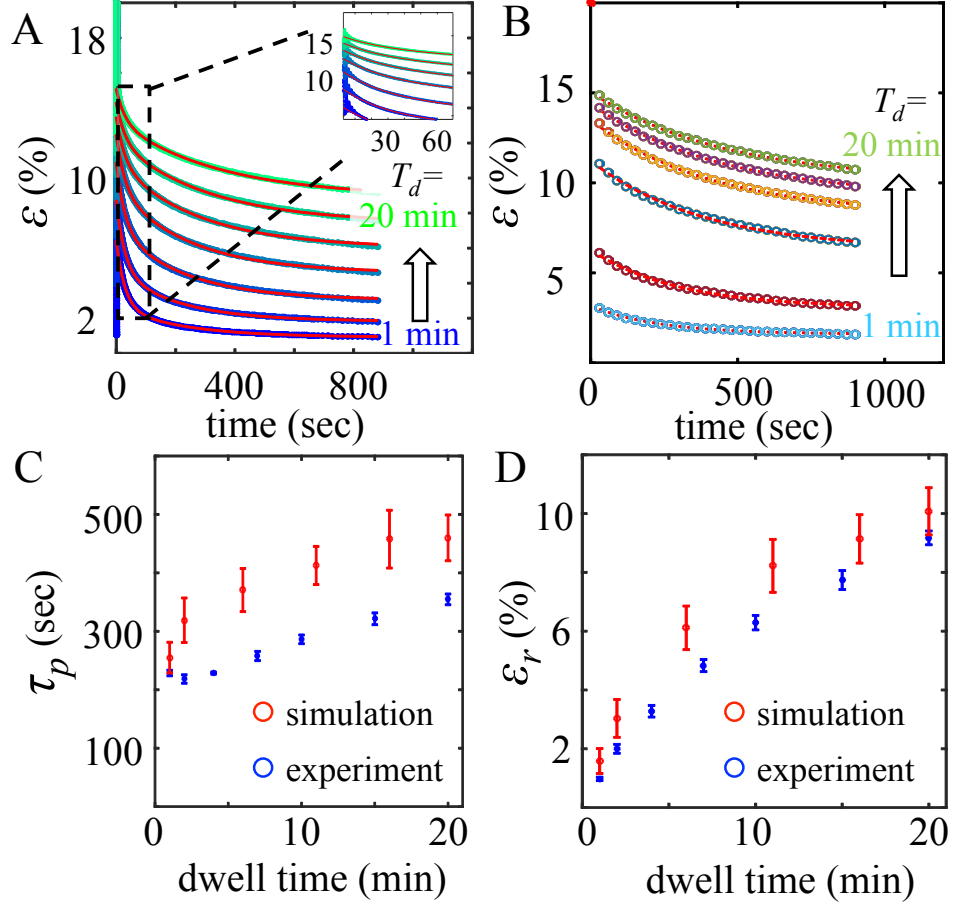 A
18
10
2
ε (%)
15
10
30 60
T_d=
20 min
1 min
0 400 800
time (sec)
B
15
10
5
ε (%)
T_d=
20 min
1 min
0 500 1000
time (sec)
C
500
300
100
τ_p (sec)
simulation
experiment
0 10 20
dwell time (min)
D
10
6
2
ε_r (%)
simulation
experiment
0 10 20
dwell time (min)